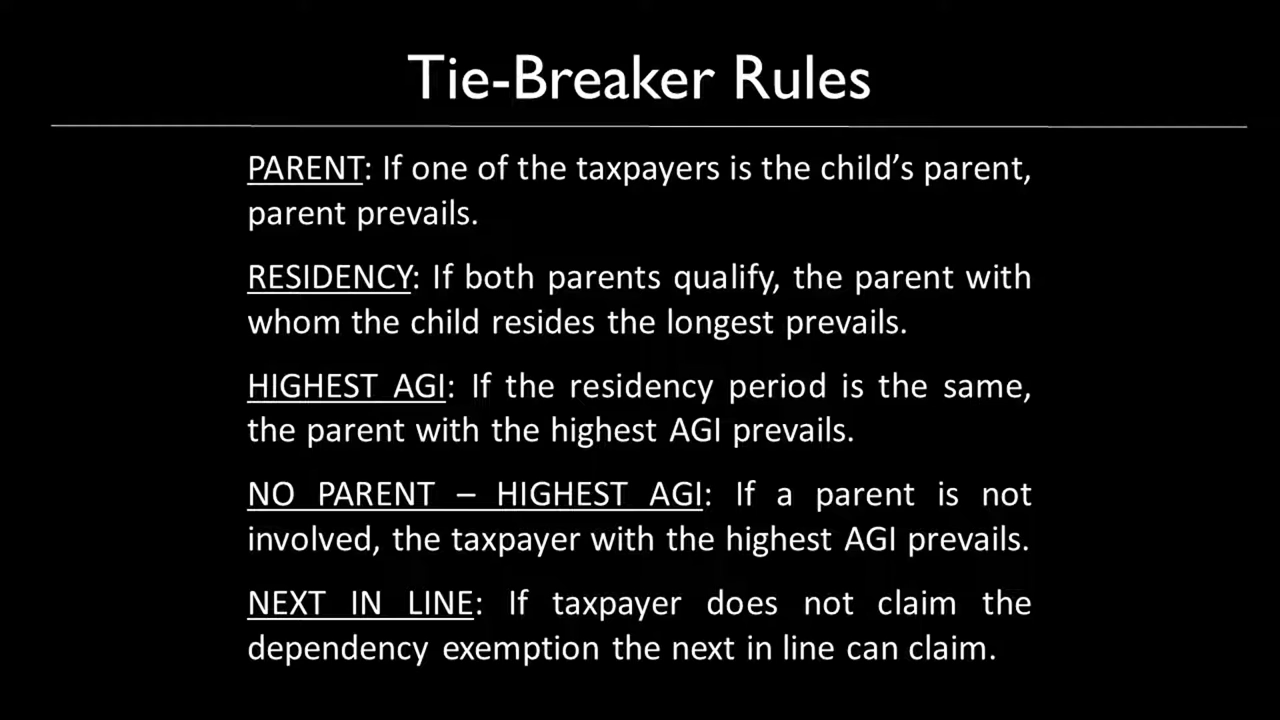 Tie-Breaker Rules
PARENT: If one of the taxpayers is the child’s parent,
parent prevails.
RESIDENCY: If both parents qualify, the parent with
whom the child resides the longest prevails.
HIGHEST AGI: If the residency period is the same,
the parent with the highest AGI prevails.
NO PARENT – HIGHEST AGI: If a parent is not
involved, the taxpayer with the highest AGI prevails.
NEXT IN LINE: If taxpayer does not claim the
dependency exemption the next in line can claim.